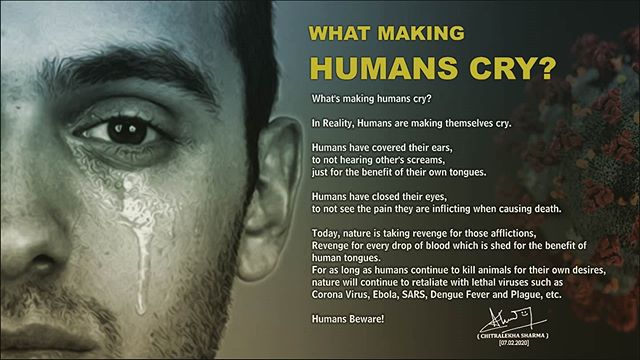 WHAT MAKING
HUMANS CRY?
What's making humans cry?
In Reality, Humans are making themselves cry.
Humans have covered their ears,
to not hearing other's screams,
just for the benefit of their own tongues.
Humans have closed their eyes,
to not see the pain they are inflicting when causing death.
Today, nature is taking revenge for those afflictions,
Revenge for every drop of blood which is shed for the benefit of
human tongues.
For as long as humans continue to kill animals for their own desires,
nature will continue to retaliate with lethal viruses such as
Corona Virus, Ebola, SARS, Dengue Fever and Plague, etc.
Humans Beware!
( CHITRALEKHA SHARMA )
[07.02.2020]